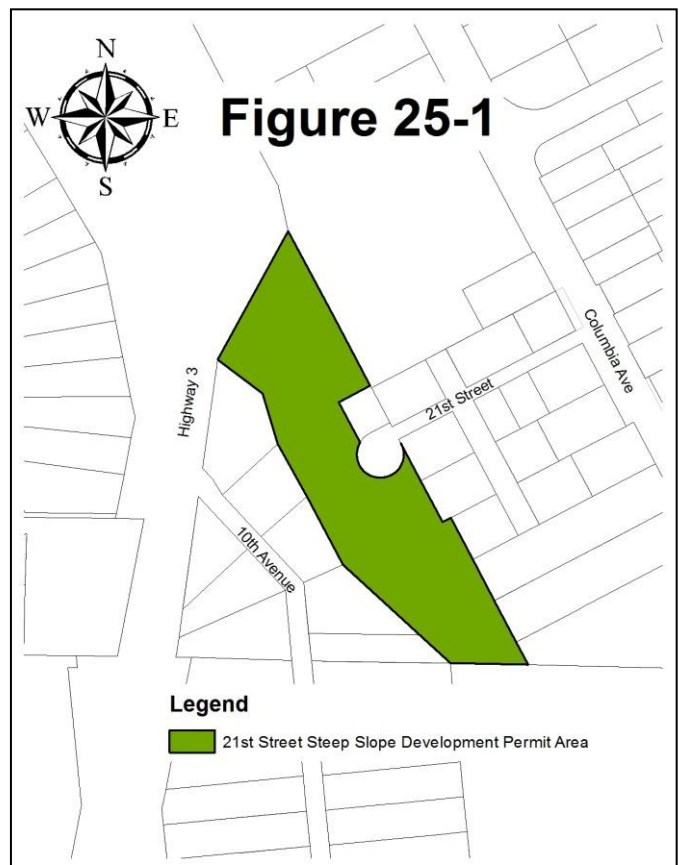 N
W
E
S
Figure 25-1
Highway 3
21st Street
Columbia Ave
10th Avenue
Legend
21st Street Steep Slope Development Permit Area